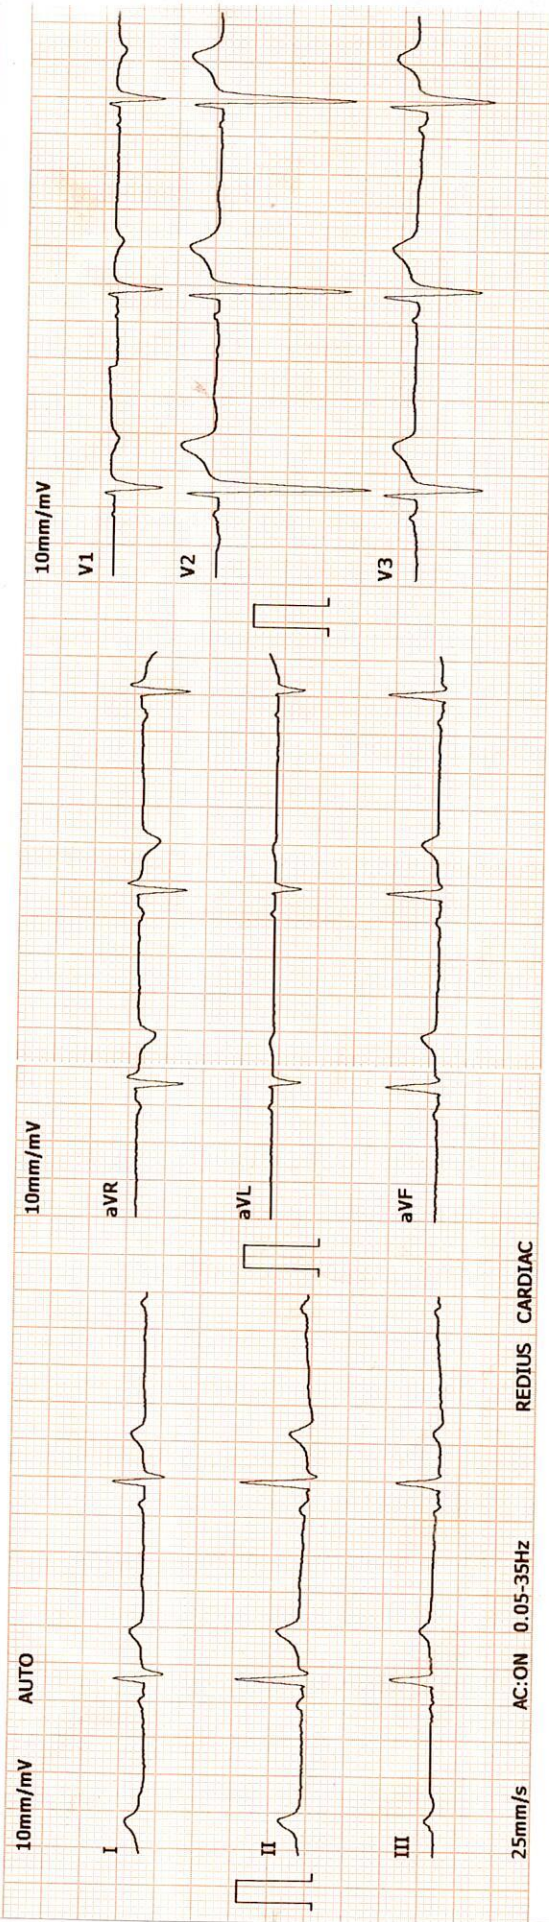 10mm/mV AUTO
I
II
III
25mm/s AC:ON 0.05-35Hz REDIUS CARDIAC
10mm/mV
aVR
aVL
aVF
10mm/mV
V1
V2
V3